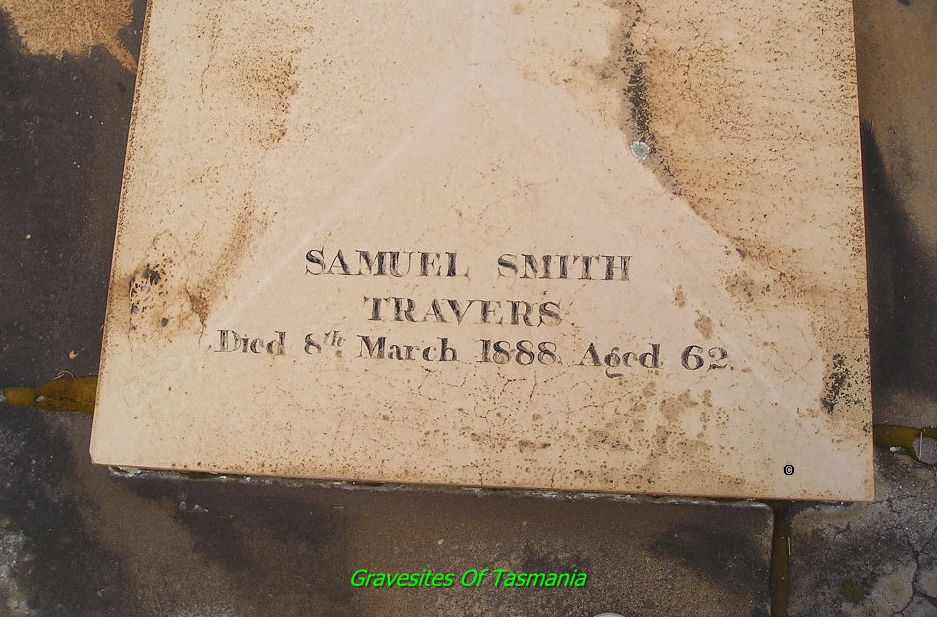 SAMUEL SMITH
TRAVERS
Died 8th March 1888 Aged 62
©
Gravesites Of Tasmania